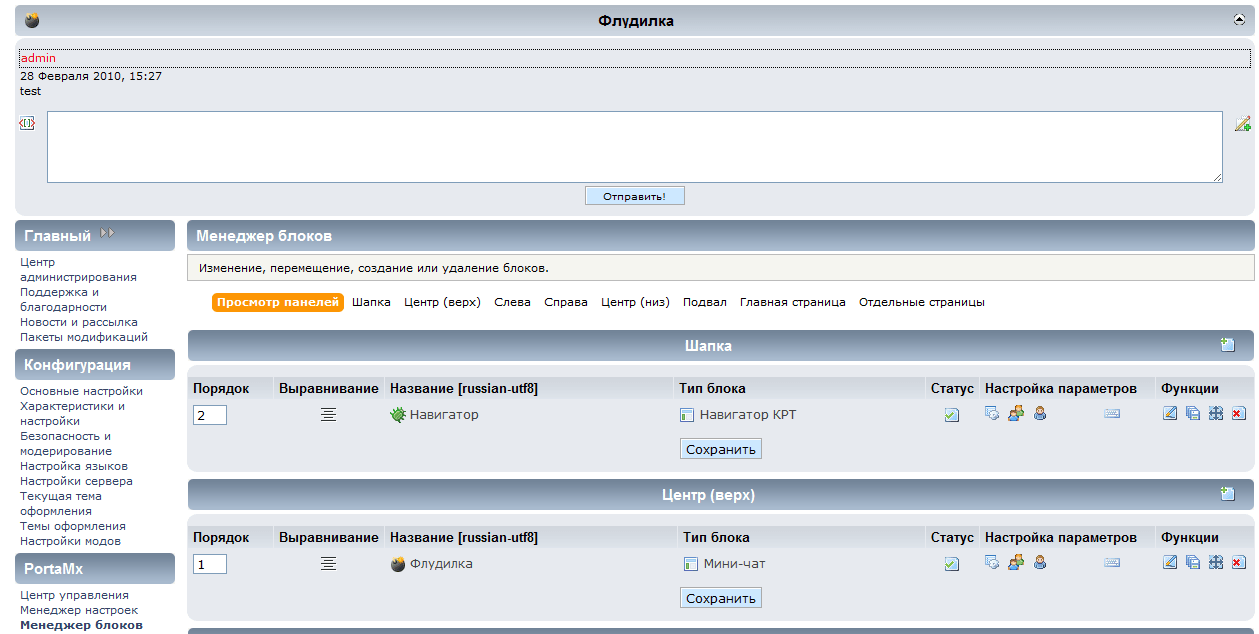 Флудилка
admin
28 Февраля 2010, 15:27
test
Отправить!
Главный
Центр
администрирования
Поддержка и
благодарности
Новости и рассылка
Пакеты модификаций
Конфигурация
Основные настройки
Характеристики и
настройки
Безопасность и
модерирование
Настройка языков
Настройки сервера
Текущая тема
оформления
Темы оформления
Настройки модов
PortaMx
Центр управления
Менеджер настроек
Менеджер блоков
Менеджер блоков
Изменение, перемещение, создание или удаление блоков.
Просмотр панелей Шапка Центр (верх) Слева Справа Центр (низ) Подвал Главная страница Отдельные страницы
Шапка
Порядок Выравнивание Название [russian-utf8] Тип блока Статус Настройка параметров Функции
2 Навигатор Навигатор КРТ
Сохранить
Центр (верх)
Порядок Выравнивание Название [russian-utf8] Тип блока Статус Настройка параметров Функции
1 Флудилка Мини-чат
Сохранить